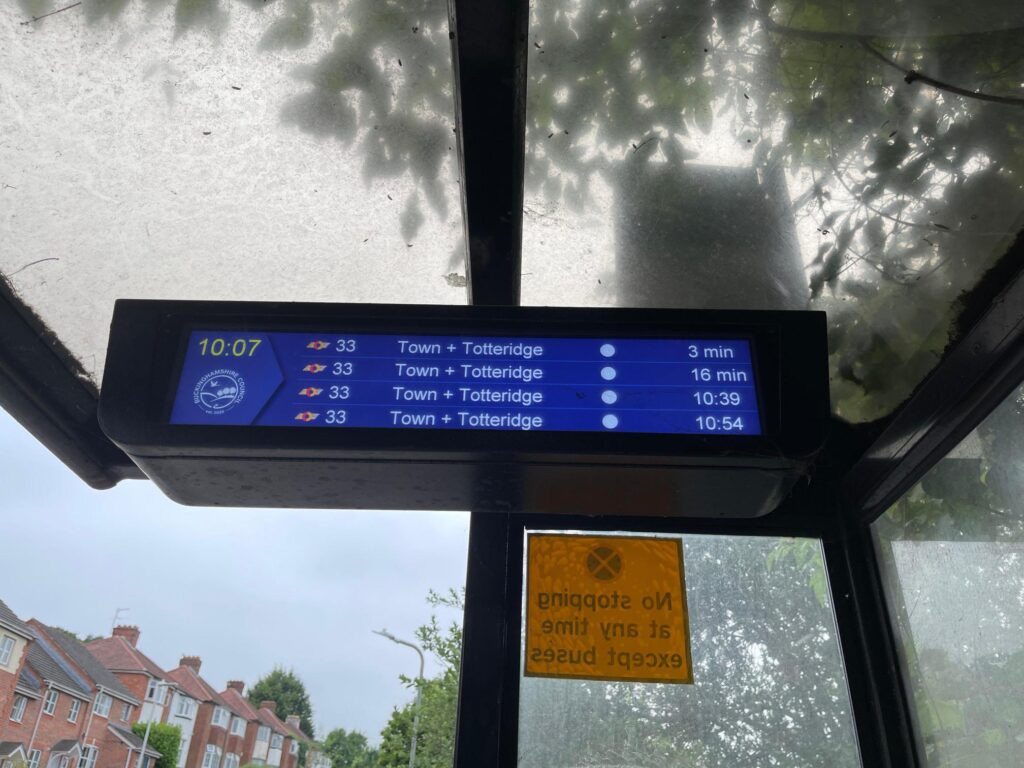 10:07
BUCKINGHAMSHIRE COUNCIL
33 Town + Totteridge 3 min
33 Town + Totteridge 16 min
33 Town + Totteridge 10:39
33 Town + Totteridge 10:54
No stopping
at any time
except buses